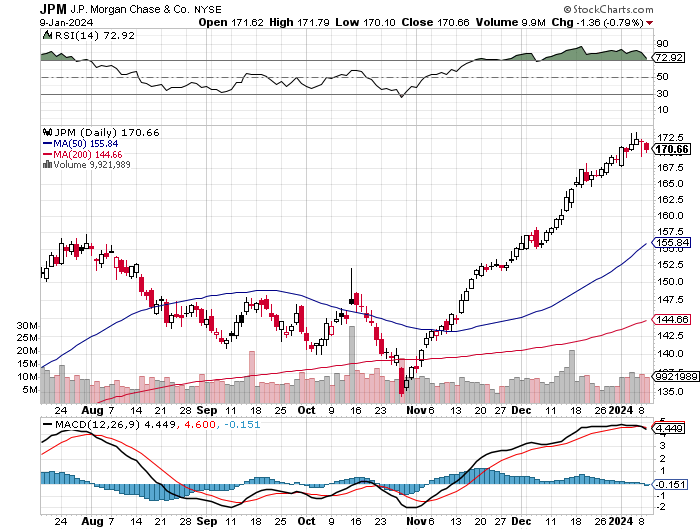 JPM J.P. Morgan Chase & Co. NYSE
© StockCharts.com
9-Jan-2024
Open 171.62 High 171.79 Low 170.10 Close 170.66 Volume 9.9M Chg -1.36 (-0.79%)
RSI(14) 72.92
90
72.92
50
30
10
JPM (Daily) 170.66
MA(50) 155.84
MA(200) 144.66
Volume 9,921,989
172.5
170.66
167.5
165.0
162.5
160.0
155.84
152.5
150.0
147.5
144.66
142.5
140.0
9921989
135.0
30M
25M
20M
15M
10M
5M
24 Aug 7 14 21 28 Sep 11 18 25 Oct 9 16 23 Nov 6 13 20 27 Dec 11 18 26 2024 8
MACD(12,26,9) 4.449, 4.600, -0.151
5
4.449
3
2
1
-0.151
-1
-2
24 Aug 7 14 21 28 Sep 11 18 25 Oct 9 16 23 Nov 6 13 20 27 Dec 11 18 26 2024 8